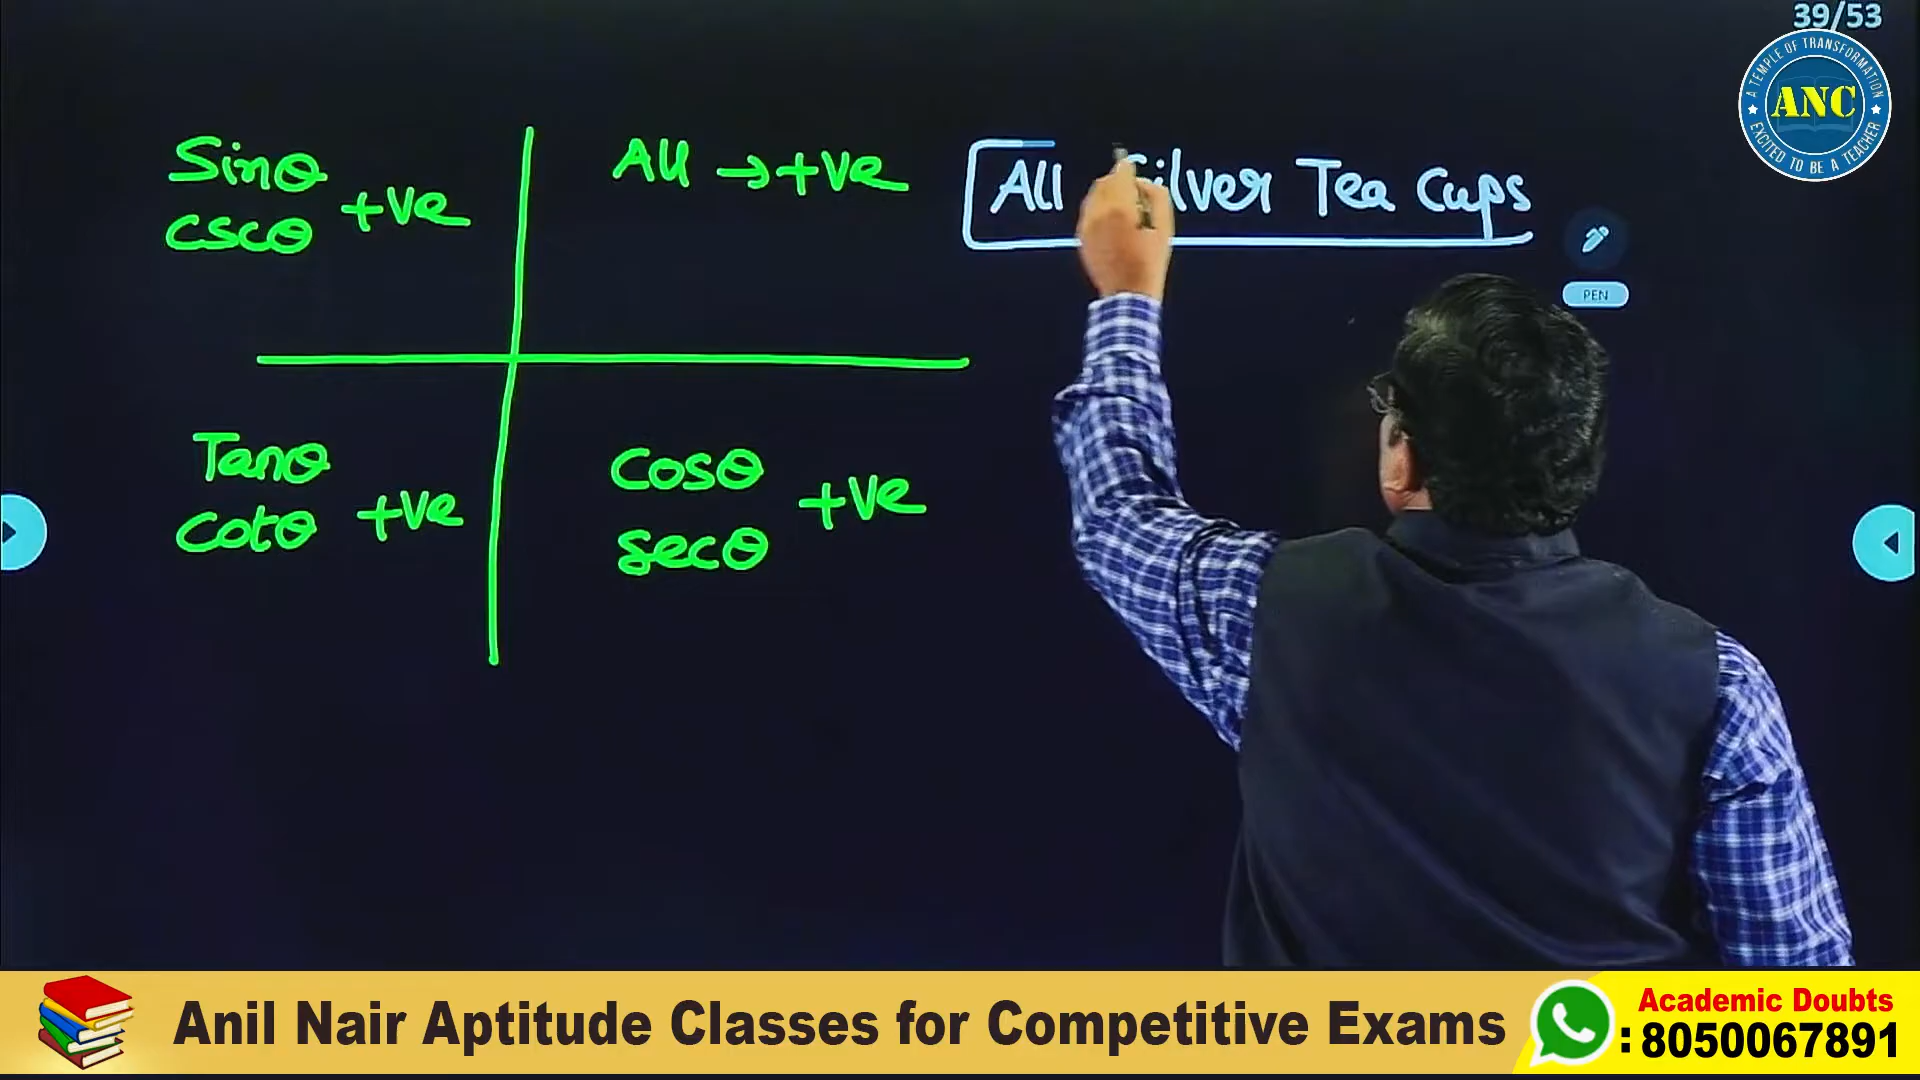 39/53
A TEMPLE OF TRANSFORMATION
ANC
EXCITED TO BE A TEACHER
Sinθ
cscθ
+ve
All → +ve
All Silver Tea Cups
PEN
Tanθ
cotθ
+ve
cosθ
secθ
+ve
Anil Nair Aptitude Classes for Competitive Exams
Academic Doubts
: 8050067891